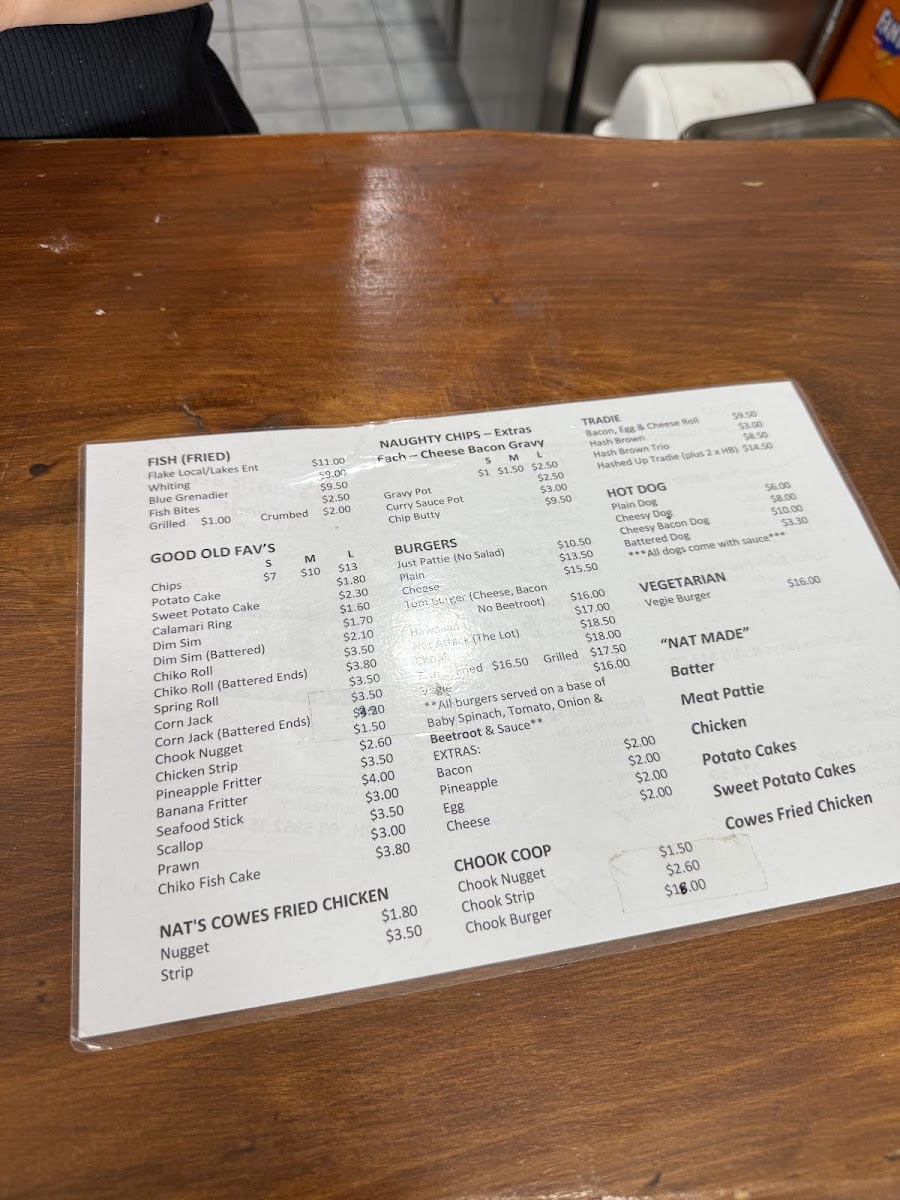 FISH (FRIED)
Flake Local/Lakes Ent $11.00
Whiting $9.00
Blue Grenadier $9.50
Fish Bites $2.50
Grilled $1.00 Crumbed $2.00
GOOD OLD FAV'S
S M L
Chips $7 $10 $13
Potato Cake $1.80
Sweet Potato Cake $2.30
Calamari Ring $1.60
Dim Sim $1.70
Dim Sim (Battered) $2.10
Chiko Roll $3.50
Chiko Roll (Battered Ends) $3.80
Spring Roll $3.50
Corn Jack $3.50
Corn Jack (Battered Ends)
Chook Nugget $1.50
Chicken Strip $2.60
Pineapple Fritter $3.50
Banana Fritter $4.00
Seafood Stick $3.00
Scallop $3.50
Prawn $3.00
Chiko Fish Cake $3.80
NAT'S COWES FRIED CHICKEN
Nugget $1.80
Strip $3.50
NAUGHTY CHIPS – Extras
Each – Cheese Bacon Gravy
S M L
$1 $1.50 $2.50
Gravy Pot $2.50
Curry Sauce Pot $3.00
Chip Butty $9.50
BURGERS
Just Pattie (No Salad) $10.50
Plain $13.50
Cheese $15.50
Tom Burger (Cheese, Bacon
No Beetroot) $16.00
Hawaiian $17.00
Attack (The Lot) $18.50
$18.00
$16.50 Grilled $17.50
Vegie $16.00
**All burgers served on a base of
Baby Spinach, Tomato, Onion &
Beetroot & Sauce**
EXTRAS:
Bacon $2.00
Pineapple $2.00
Egg $2.00
Cheese $2.00
CHOOK COOP
Chook Nugget $1.50
Chook Strip $2.60
Chook Burger
TRADIE
Bacon, Egg & Cheese Roll $9.50
Hash Brown $3.00
Hash Brown Trio $8.50
Hashed Up Tradie (plus 2 x HB) $14.50
HOT DOG
Plain Dog $6.00
Cheesy Dog $8.00
Cheesy Bacon Dog $10.00
Battered Dog $3.30
***All dogs come with sauce***
VEGETARIAN
Vegie Burger $16.00
"NAT MADE"
Batter
Meat Pattie
Chicken
Potato Cakes
Sweet Potato Cakes
Cowes Fried Chicken